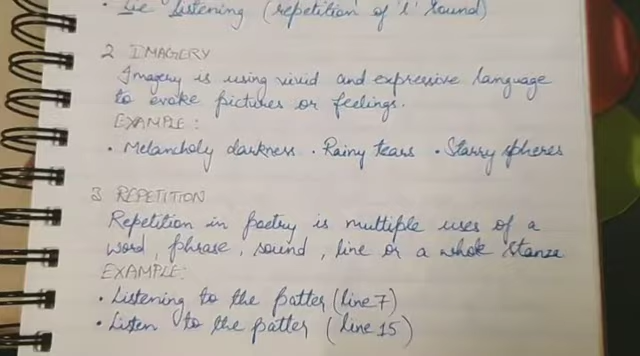 • Lie Listening (repetition of 'l' sound)
2 IMAGERY
Imagery is using vivid and expressive language
to evoke pictures or feelings.
EXAMPLE :
• Melancholy darkness • Rainy tears • Starry spheres
3 REPETITION
Repetition in poetry is multiple uses of a
word, phrase, sound, line or a whole stanza
EXAMPLE:
• Listening to the patter (line 7)
• Listen to the patter (line 15)